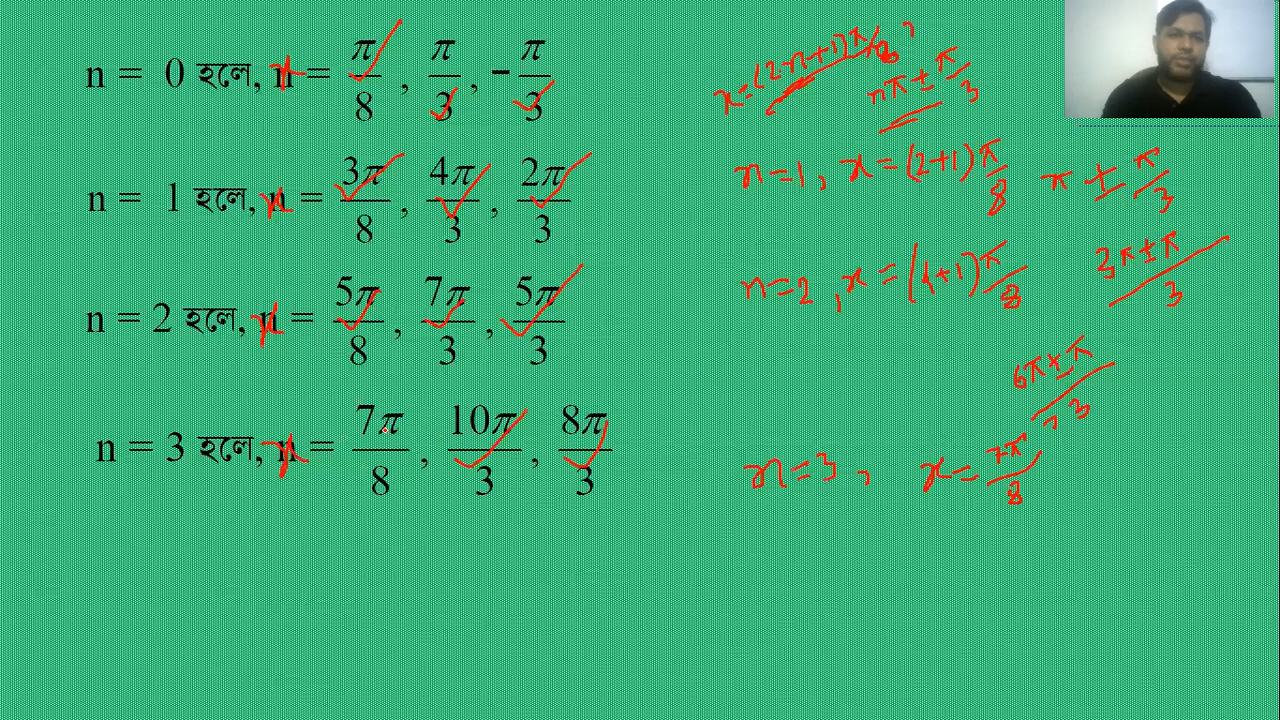 n = 0 হলে, x = π/8, π/3, -π/3
x = (2n+1)π/8,
nπ ± π/3
n = 1 হলে, x = 3π/8, 4π/3, 2π/3
n=1, x = (2+1)π/8 π ± π/3
n = 2 হলে, x = 5π/8, 7π/3, 5π/3
n=2, x = (4+1)π/8
n = 3 হলে, x = 7π/8, 10π/3, 8π/3
6π±π/3
n=3, x = 7π/8